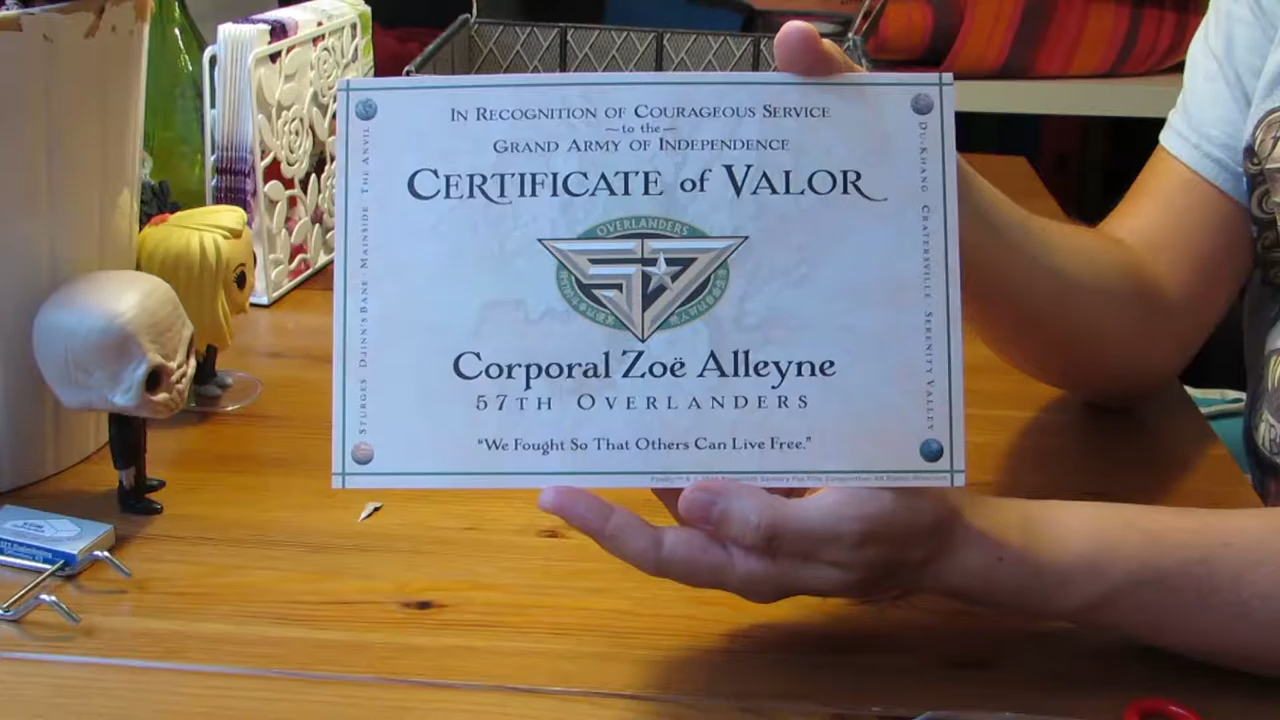 In Recognition of Courageous Service
~to the~
Grand Army of Independence
Certificate of Valor
OVERLANDERS
57
Corporal Zoë Alleyne
57th Overlanders
"We Fought So That Others Can Live Free."
Sturges Djinn's Bane Mainside The Anvil
Du-Khang Cratersville · Serenity Valley